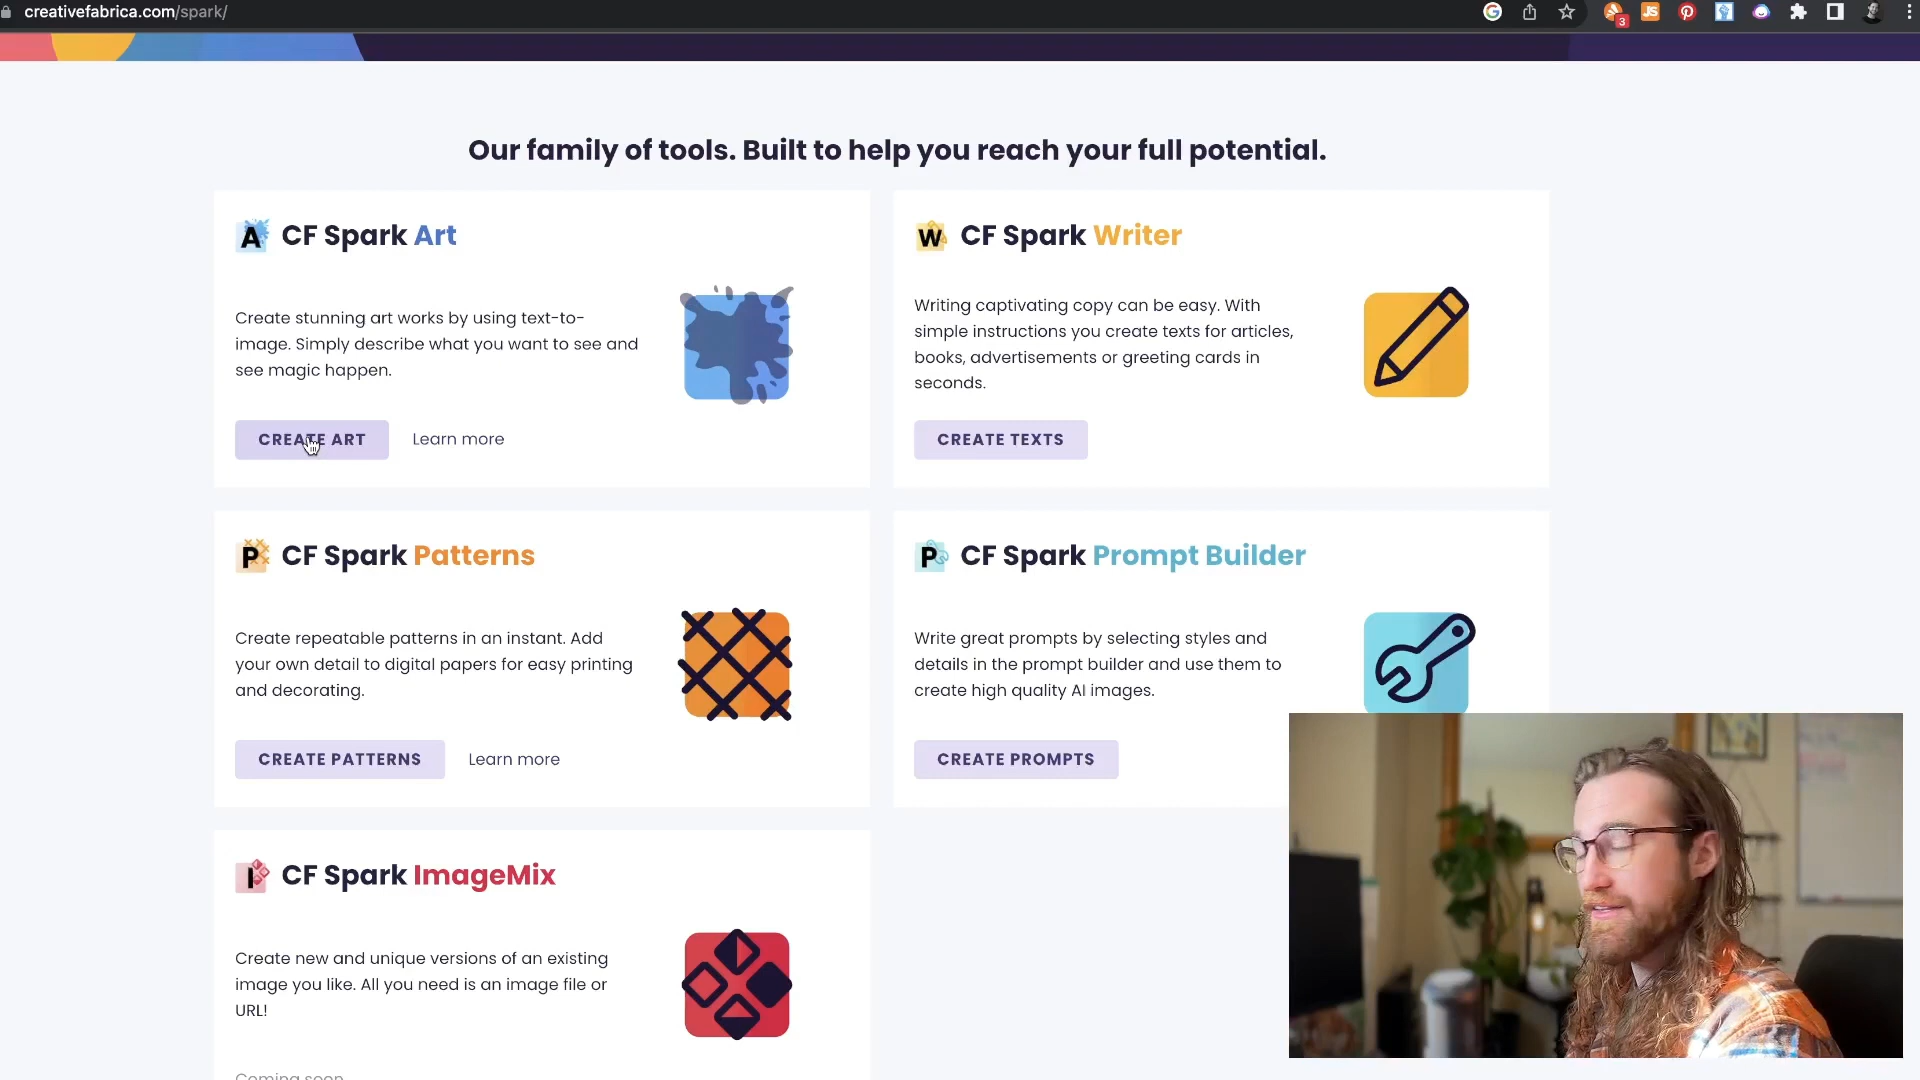 creativefabrica.com/spark/
3
JS
Our family of tools. Built to help you reach your full potential.
A CF Spark Art
Create stunning art works by using text-to-
image. Simply describe what you want to see and
see magic happen.
CREATE ART Learn more
W CF Spark Writer
Writing captivating copy can be easy. With
simple instructions you create texts for articles,
books, advertisements or greeting cards in
seconds.
CREATE TEXTS
P CF Spark Patterns
Create repeatable patterns in an instant. Add
your own detail to digital papers for easy printing
and decorating.
CREATE PATTERNS Learn more
P CF Spark Prompt Builder
Write great prompts by selecting styles and
details in the prompt builder and use them to
create high quality AI images.
CREATE PROMPTS
I CF Spark ImageMix
Create new and unique versions of an existing
image you like. All you need is an image file or
URL!
Coming soon